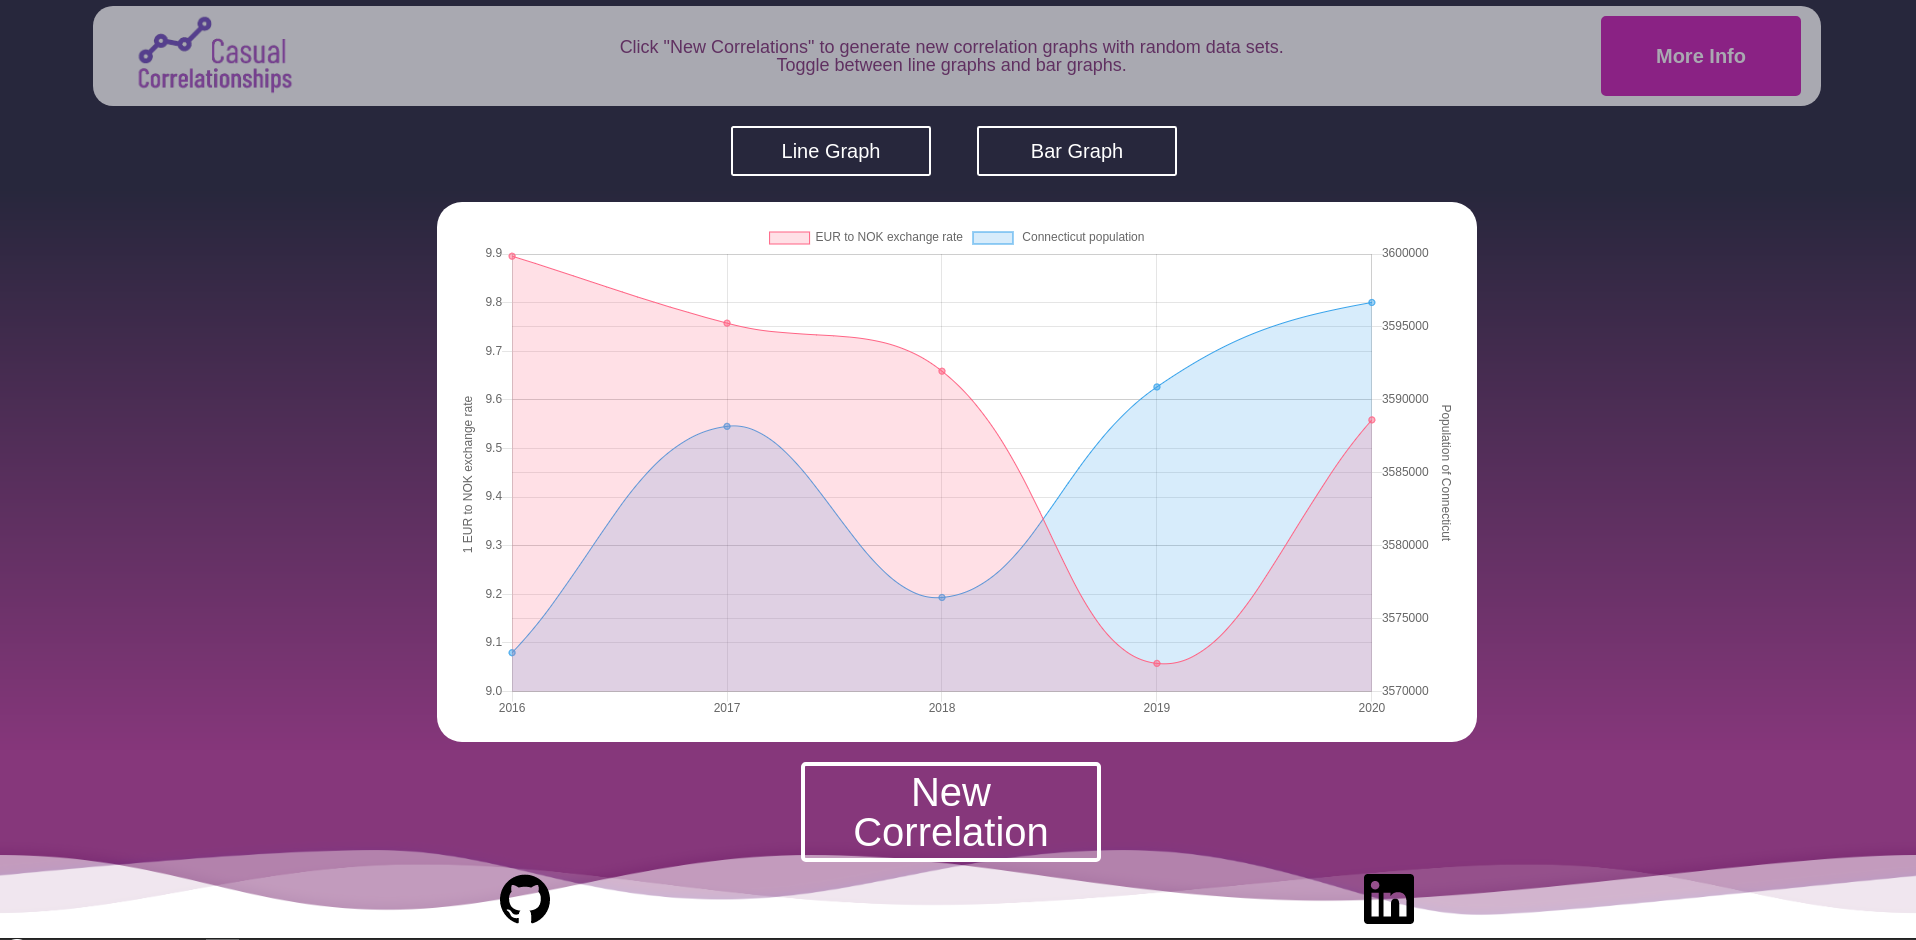 Casual
Correlationships
Click "New Correlations" to generate new correlation graphs with random data sets.
Toggle between line graphs and bar graphs.
More Info
Line Graph
Bar Graph
EUR to NOK exchange rate
Connecticut population
9.9
9.8
9.7
9.6
9.5
9.4
9.3
9.2
9.1
9.0
1 EUR to NOK exchange rate
3600000
3595000
3590000
3585000
3580000
3575000
3570000
Population of Connecticut
2016
2017
2018
2019
2020
New
Correlation
in